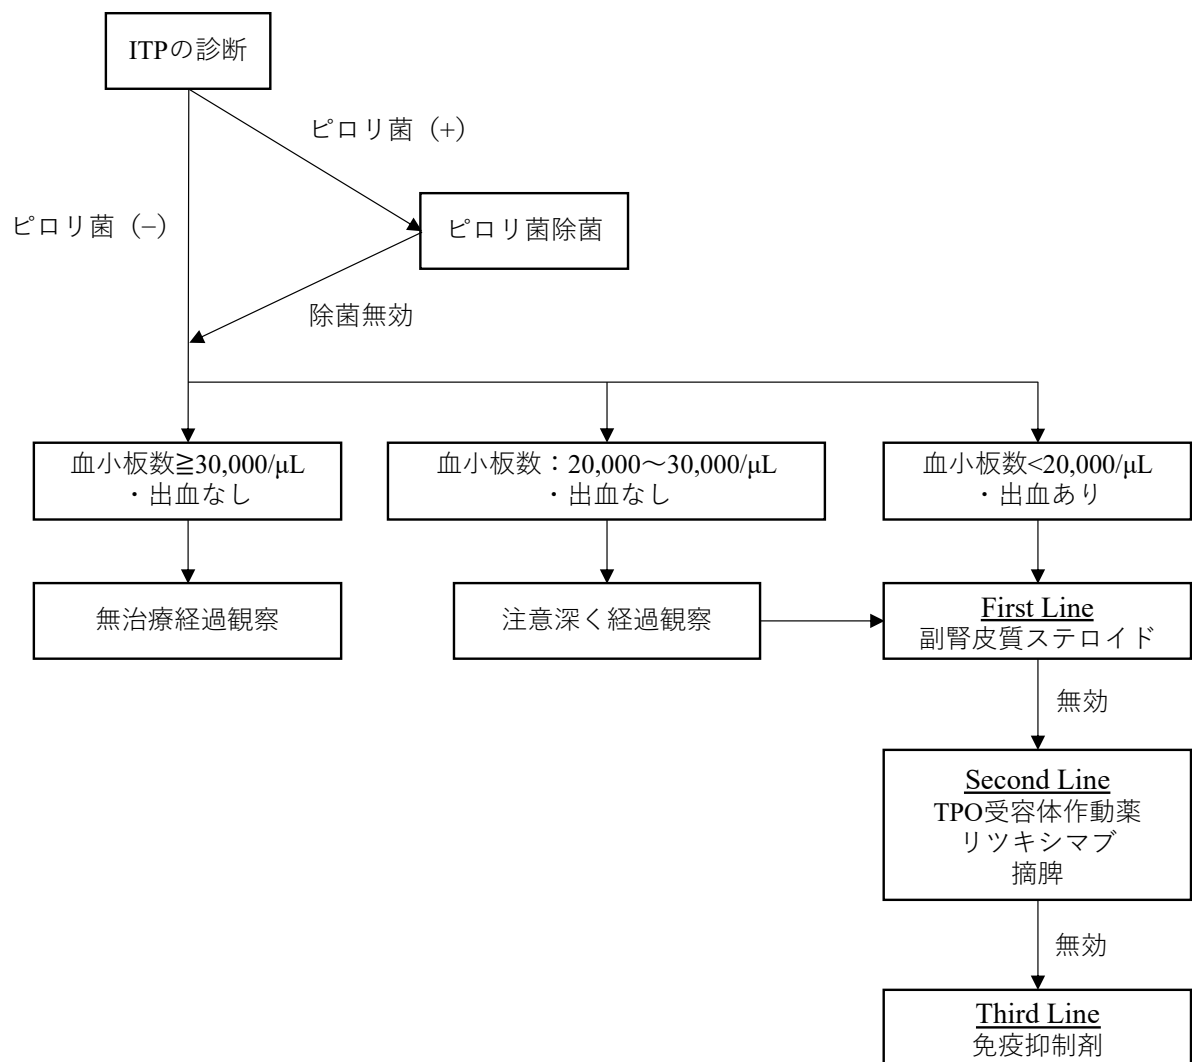 ITPの診断
ピロリ菌（+）
ピロリ菌（−）
ピロリ菌除菌
除菌無効
血小板数≧30,000/μL
・出血なし
血小板数：20,000～30,000/μL
・出血なし
血小板数<20,000/μL
・出血あり
無治療経過観察
注意深く経過観察
First Line
副腎皮質ステロイド
無効
Second Line
TPO受容体作動薬
リツキシマブ
摘脾
無効
Third Line
免疫抑制剤